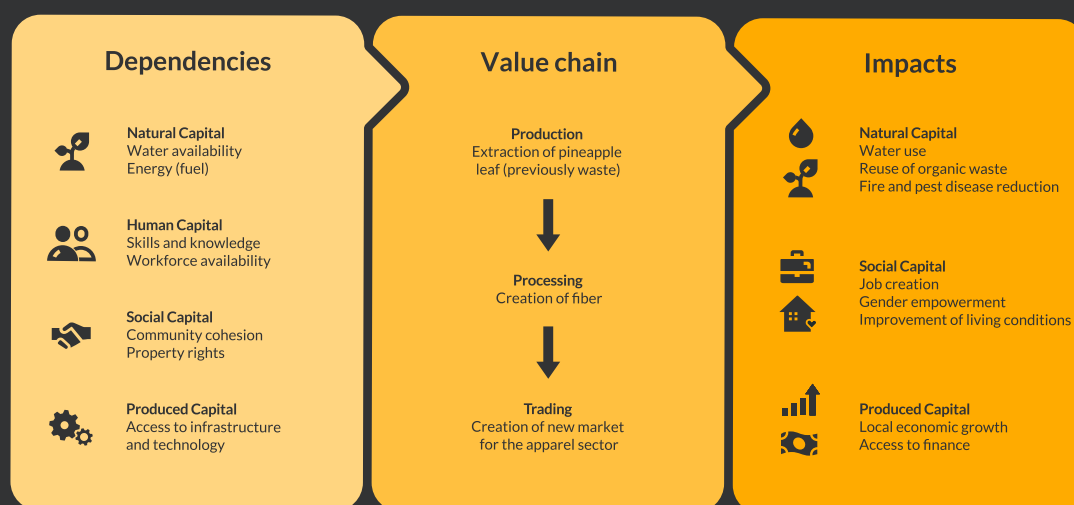 Dependencies
Natural Capital
Water availability
Energy (fuel)
Human Capital
Skills and knowledge
Workforce availability
Social Capital
Community cohesion
Property rights
Produced Capital
Access to infrastructure
and technology
Value chain
Production
Extraction of pineapple
leaf (previously waste)
Processing
Creation of fiber
Trading
Creation of new market
for the apparel sector
Impacts
Natural Capital
Water use
Reuse of organic waste
Fire and pest disease reduction
Social Capital
Job creation
Gender empowerment
Improvement of living conditions
Produced Capital
Local economic growth
Access to finance